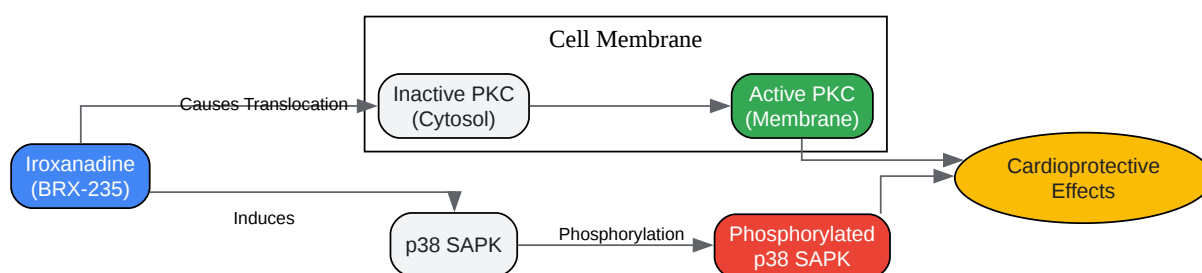 Cell Membrane
Inactive PKC
(Cytosol)
Active PKC
(Membrane)
Causes Translocation
Iroxanadine
(BRX-235)
Cardioprotective
Effects
Induces
p38 SAPK
Phosphorylation
Phosphorylated
p38 SAPK